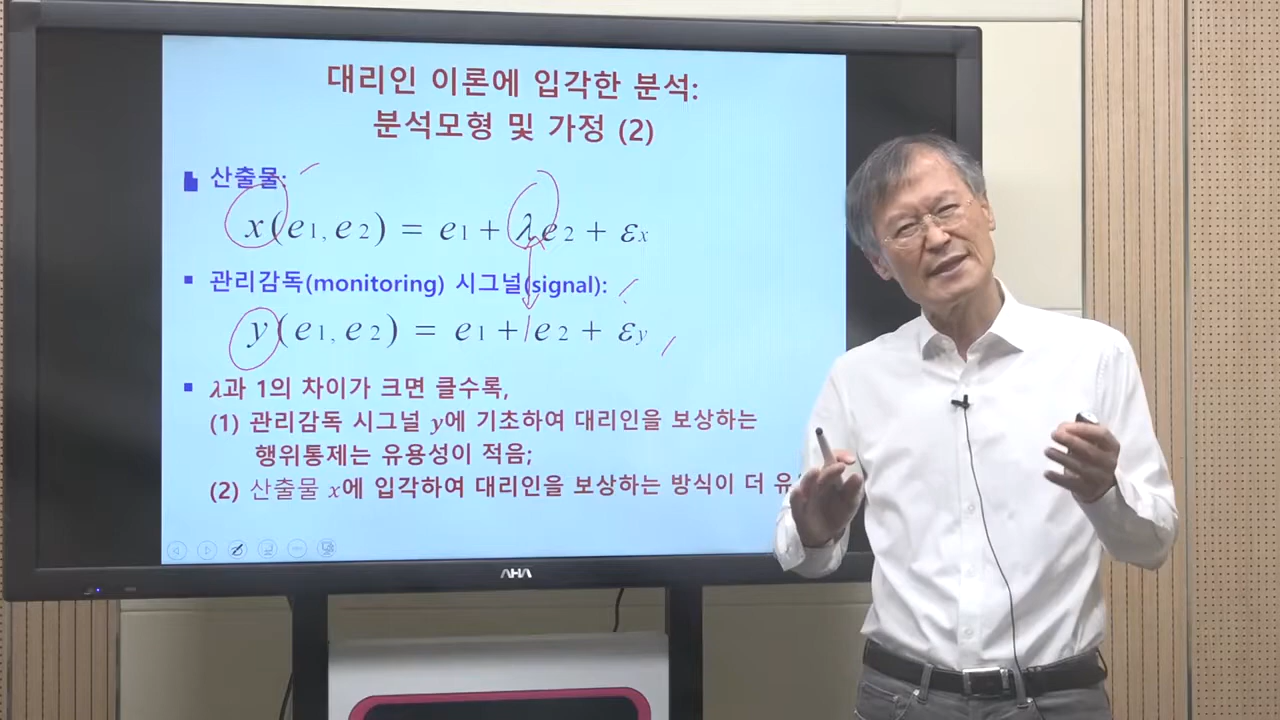 대리인 이론에 입각한 분석:
분석모형 및 가정 (2)
산출물:
x(e1, e2) = e1 + λe2 + εx
관리감독(monitoring) 시그널(signal):
y(e1, e2) = e1 + 1e2 + εy
λ과 1의 차이가 크면 클수록,
(1) 관리감독 시그널 y에 기초하여 대리인을 보상하는
행위통제는 유용성이 적음;
(2) 산출물 x에 입각하여 대리인을 보상하는 방식이 더
AHA